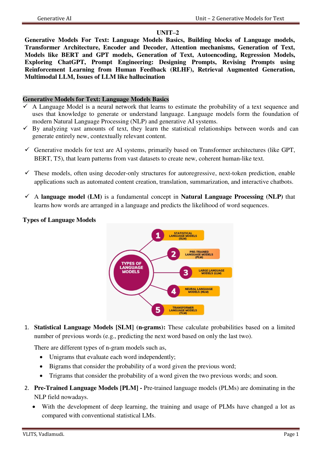 Generative AI Unit – 2 Generative Models for Text
UNIT–2
Generative Models For Text: Language Models Basics, Building blocks of Language models,
Transformer Architecture, Encoder and Decoder, Attention mechanisms, Generation of Text,
Models like BERT and GPT models, Generation of Text, Autoencoding, Regression Models,
Exploring ChatGPT, Prompt Engineering: Designing Prompts, Revising Prompts using
Reinforcement Learning from Human Feedback (RLHF), Retrieval Augmented Generation,
Multimodal LLM, Issues of LLM like hallucination
Generative Models for Text: Language Models Basics
✓ A Language Model is a neural network that learns to estimate the probability of a text sequence and
uses that knowledge to generate or understand language. Language models form the foundation of
modern Natural Language Processing (NLP) and generative AI systems.
✓ By analyzing vast amounts of text, they learn the statistical relationships between words and can
generate entirely new, contextually relevant content.
✓ Generative models for text are AI systems, primarily based on Transformer architectures (like GPT,
BERT, T5), that learn patterns from vast datasets to create new, coherent human-like text.
✓ These models, often using decoder-only structures for autoregressive, next-token prediction, enable
applications such as automated content creation, translation, summarization, and interactive chatbots.
✓ A language model (LM) is a fundamental concept in Natural Language Processing (NLP) that
learns how words are arranged in a language and predicts the likelihood of word sequences.
Types of Language Models
TYPES OF
LANGUAGE
MODELS
1 STATISTICAL
LANGUAGE MODELS
(SLM)
2 PRE-TRAINED
LANGUAGE MODELS
(PLM)
3 LARGE LANGUAGE
MODELS (LLM)
4 NEURAL LANGUAGE
MODELS (NLM)
5 TRANSFORMER
LANGUAGE MODELS
(TLM)
1. Statistical Language Models [SLM] (n-grams): These calculate probabilities based on a limited
number of previous words (e.g., predicting the next word based on only the last two).
There are different types of n-gram models such as,
• Unigrams that evaluate each word independently;
• Bigrams that consider the probability of a word given the previous word;
• Trigrams that consider the probability of a word given the two previous words; and soon.
2. Pre-Trained Language Models [PLM] - Pre-trained language models (PLMs) are dominating in the
NLP field nowadays.
• With the development of deep learning, the training and usage of PLMs have changed a lot as
compared with conventional statistical LMs.
VLITS, Vadlamudi. Page 1